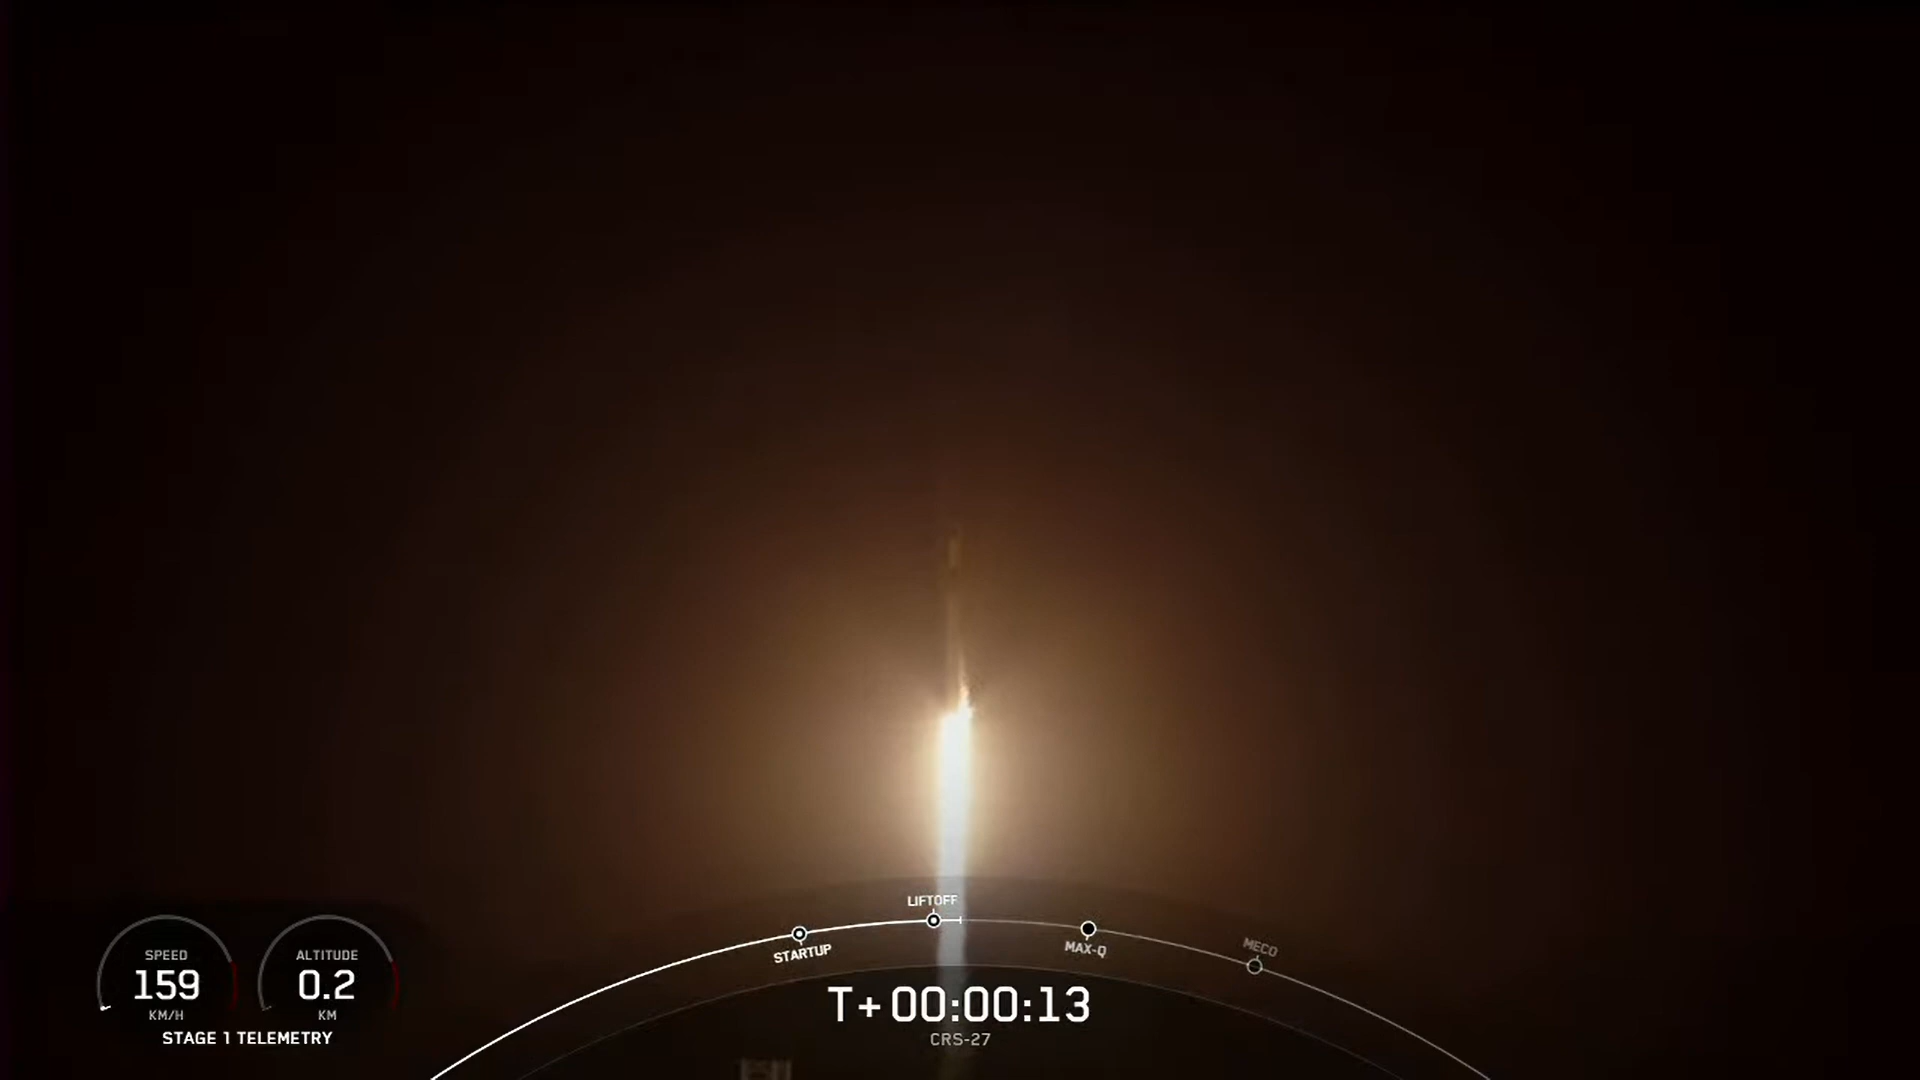 LIFTOFF
STARTUP
MAX-Q
MECO
SPEED
159
KM/H
ALTITUDE
0.2
KM
STAGE 1 TELEMETRY
T+00:00:13
CRS-27